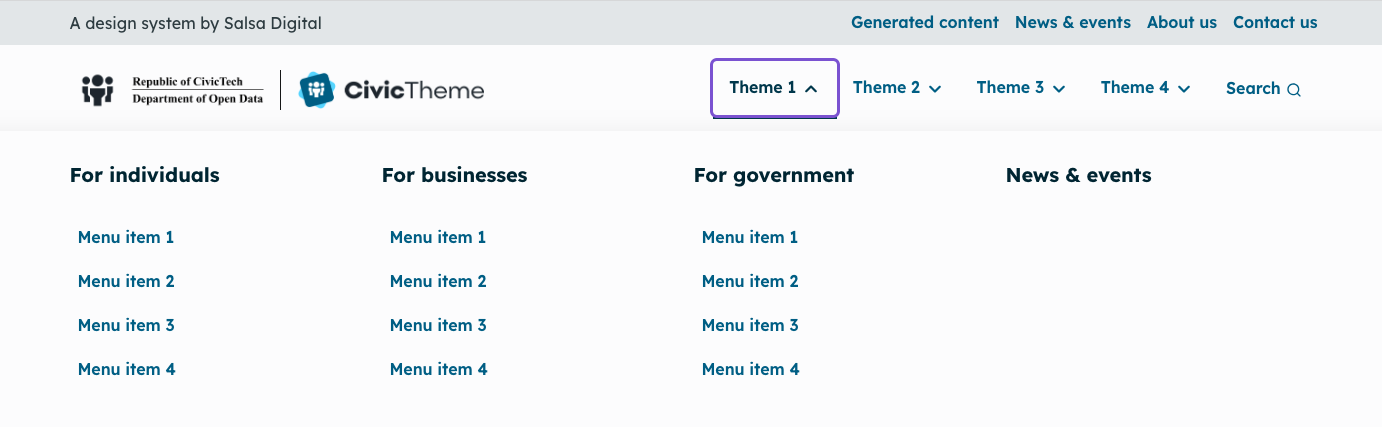 A design system by Salsa Digital
Generated content News & events About us Contact us
Republic of CivicTech
Department of Open Data
CivicTheme
Theme 1 Theme 2 Theme 3 Theme 4 Search
For individuals For businesses For government News & events
Menu item 1 Menu item 1 Menu item 1
Menu item 2 Menu item 2 Menu item 2
Menu item 3 Menu item 3 Menu item 3
Menu item 4 Menu item 4 Menu item 4